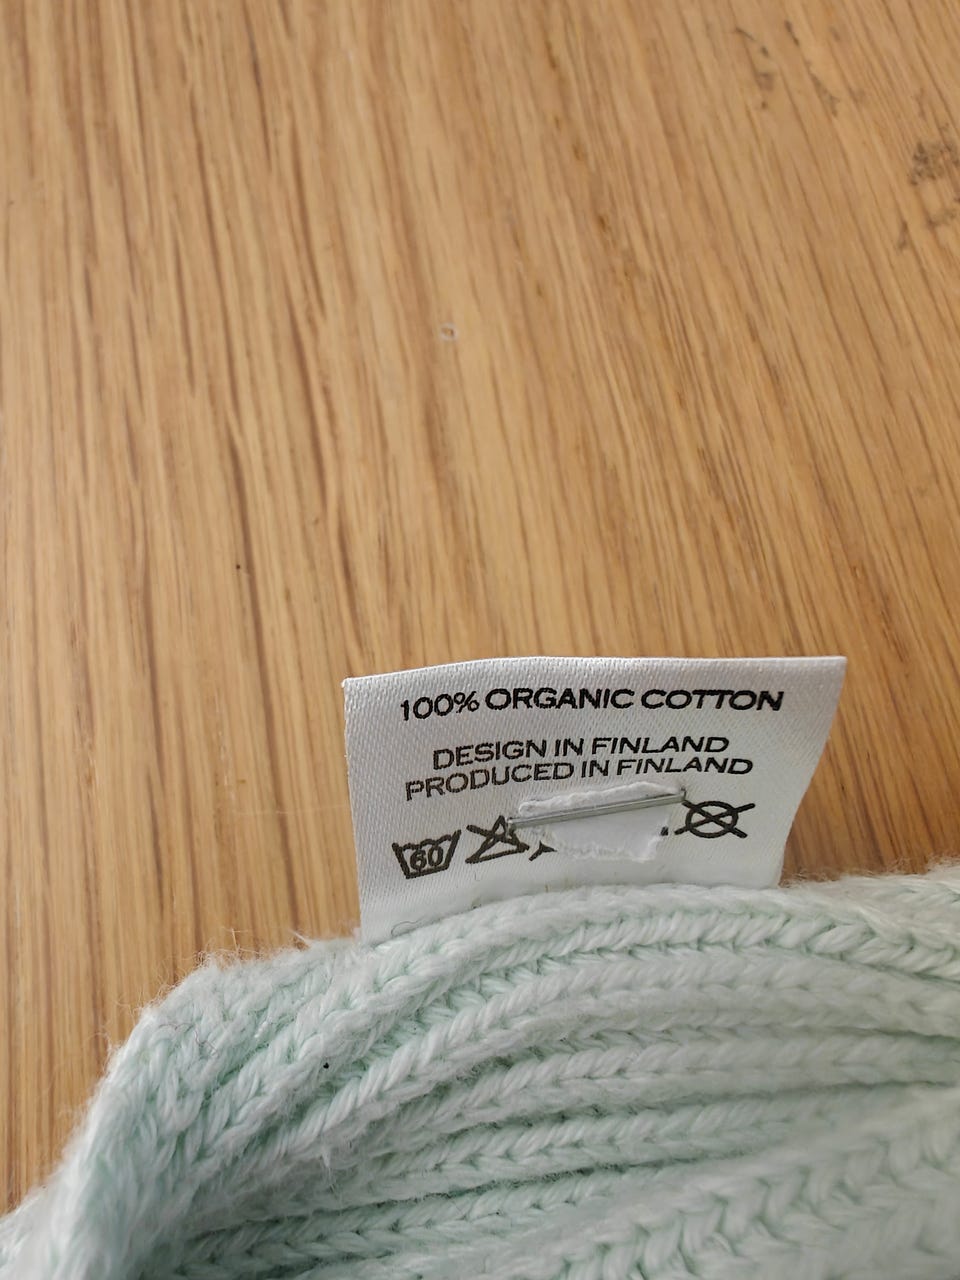 100% ORGANIC COTTON
DESIGN IN FINLAND
PRODUCED IN FINLAND
60